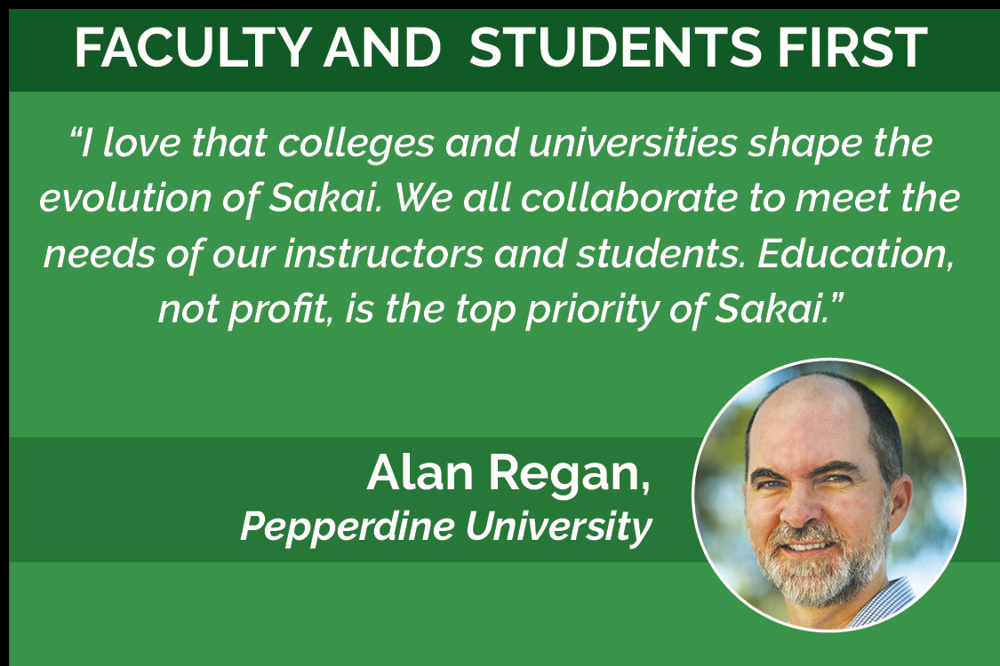 FACULTY AND  STUDENTS FIRST
“I love that colleges and universities shape the
evolution of Sakai. We all collaborate to meet the
needs of our instructors and students. Education,
not profit, is the top priority of Sakai.”
Alan Regan,
Pepperdine University